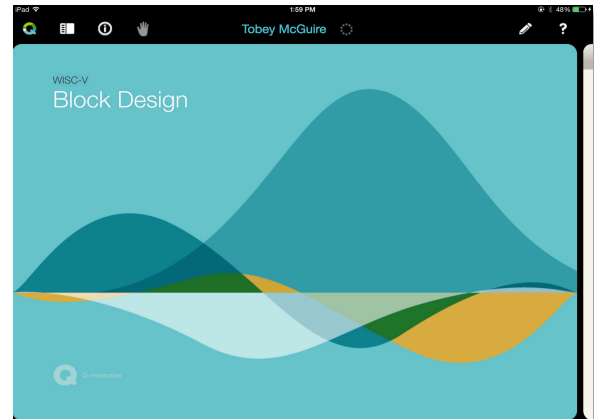 iPad 1:59 PM 48%
Tobey McGuire ?
WISC-V
Block Design
Q-interactive